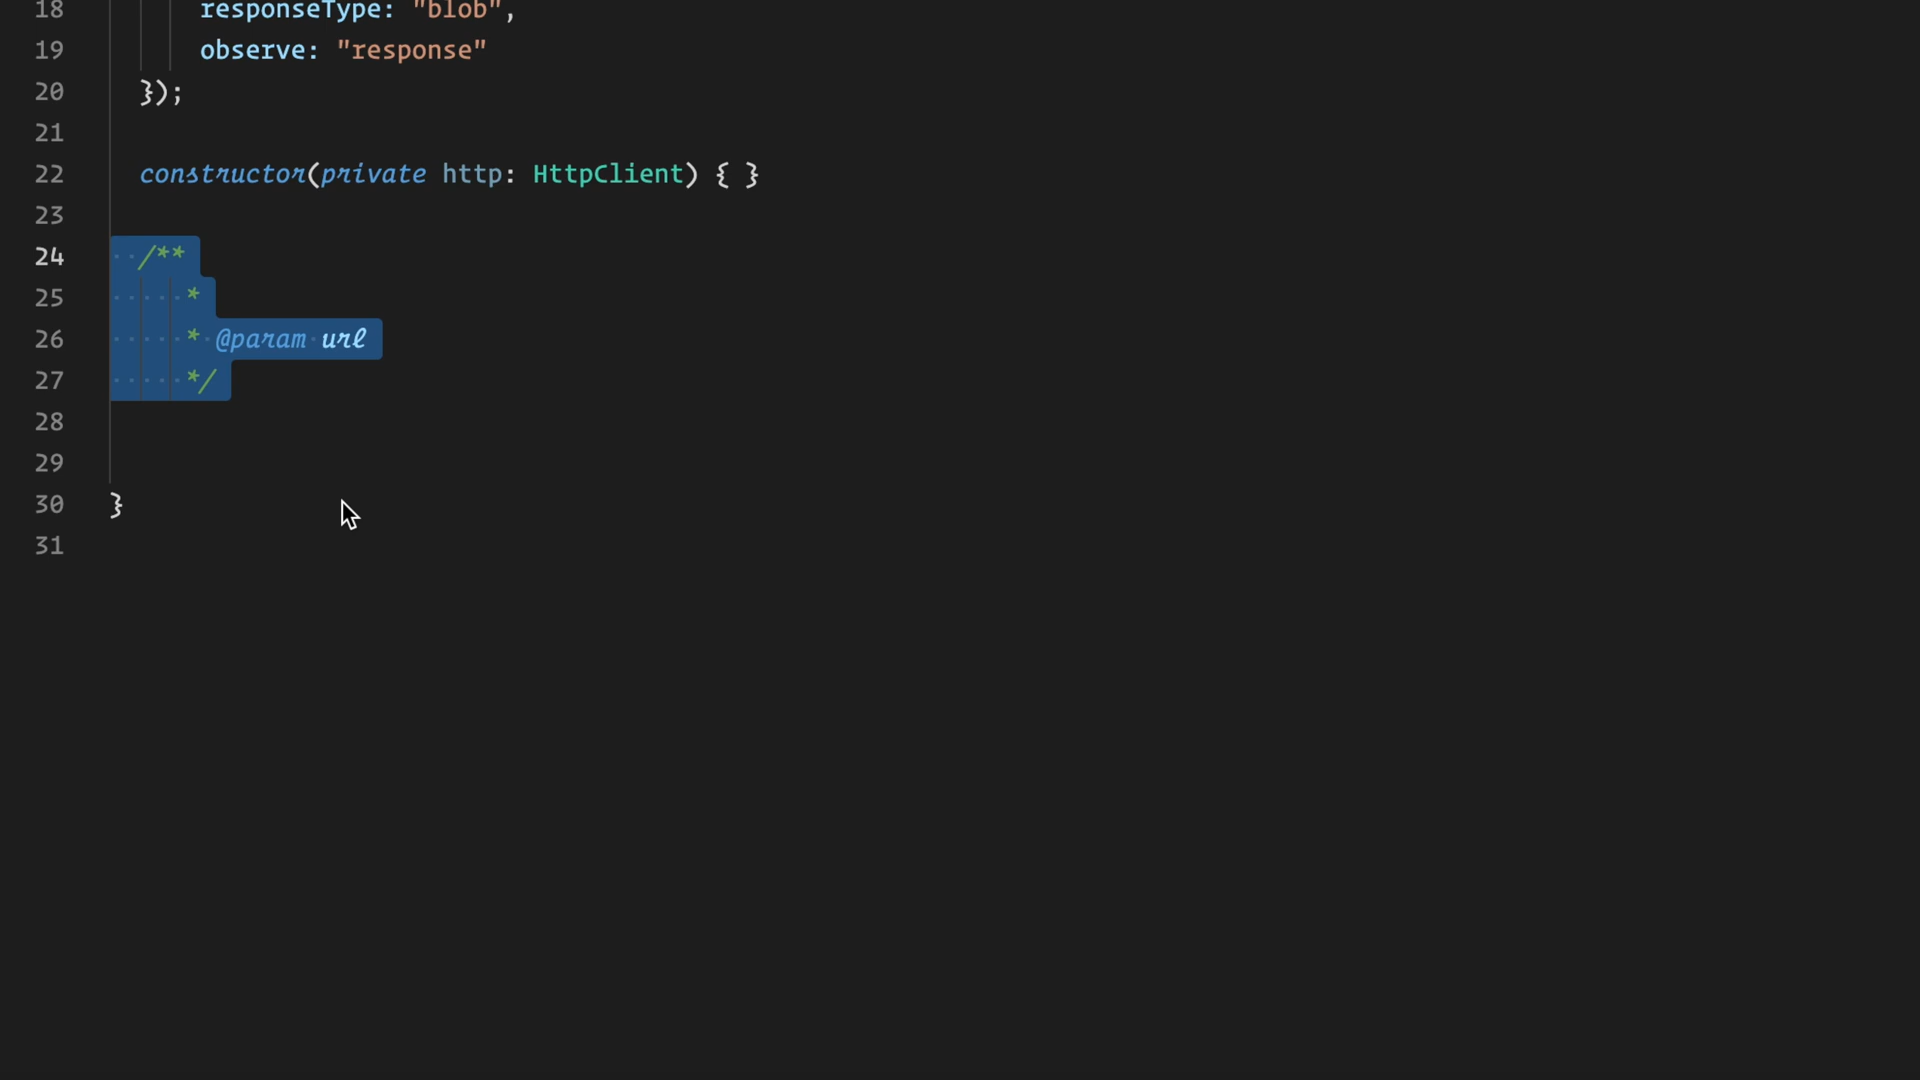 18 responseType: "blob",
19 observe: "response"
20 });
21
22 constructor(private http: HttpClient) { }
23
24 /**
25 *
26 * @param url
27 */
28
29
30 }
31